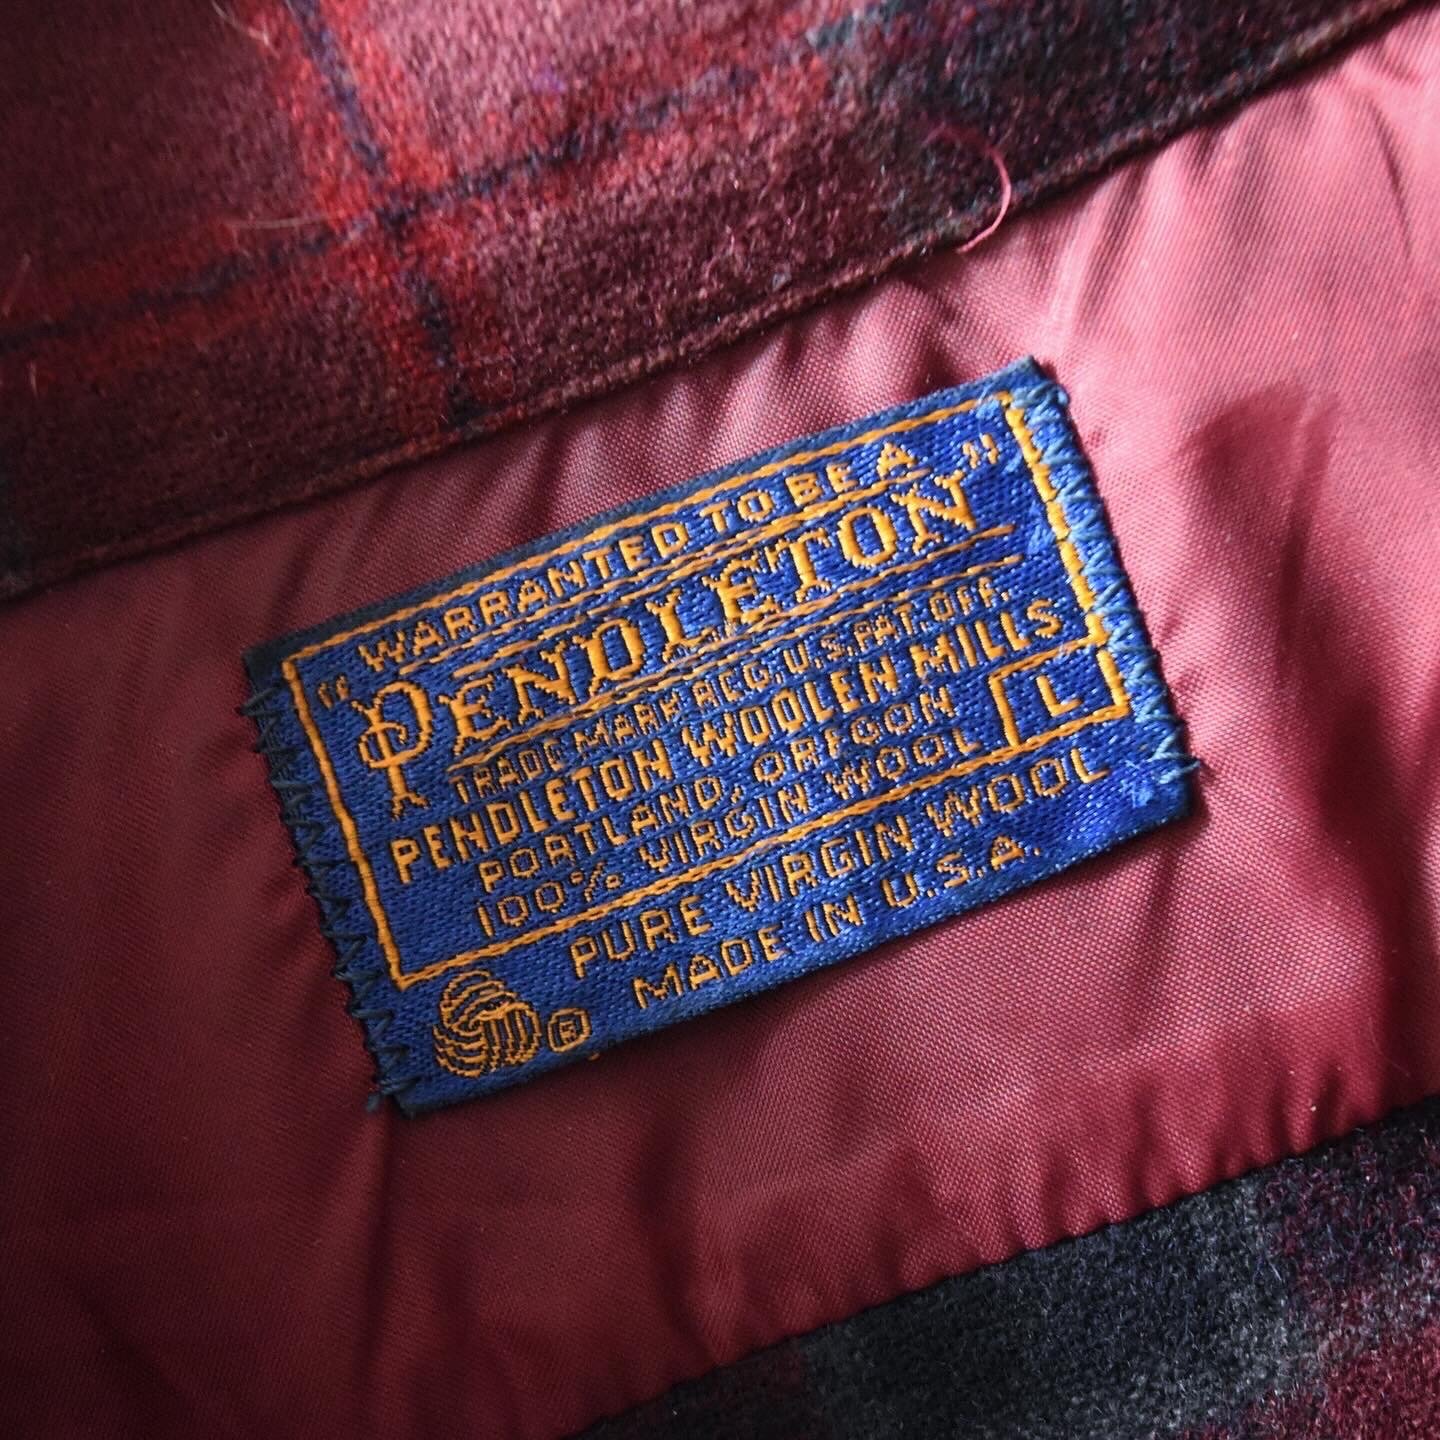 WARRANTED TO BE A
"PENDLETON"
TRADE MARK REG. U.S. PAT. OFF.
PENDLETON WOOLEN MILLS
PORTLAND, OREGON
100% VIRGIN WOOL
L
PURE VIRGIN WOOL
® MADE IN U.S.A.